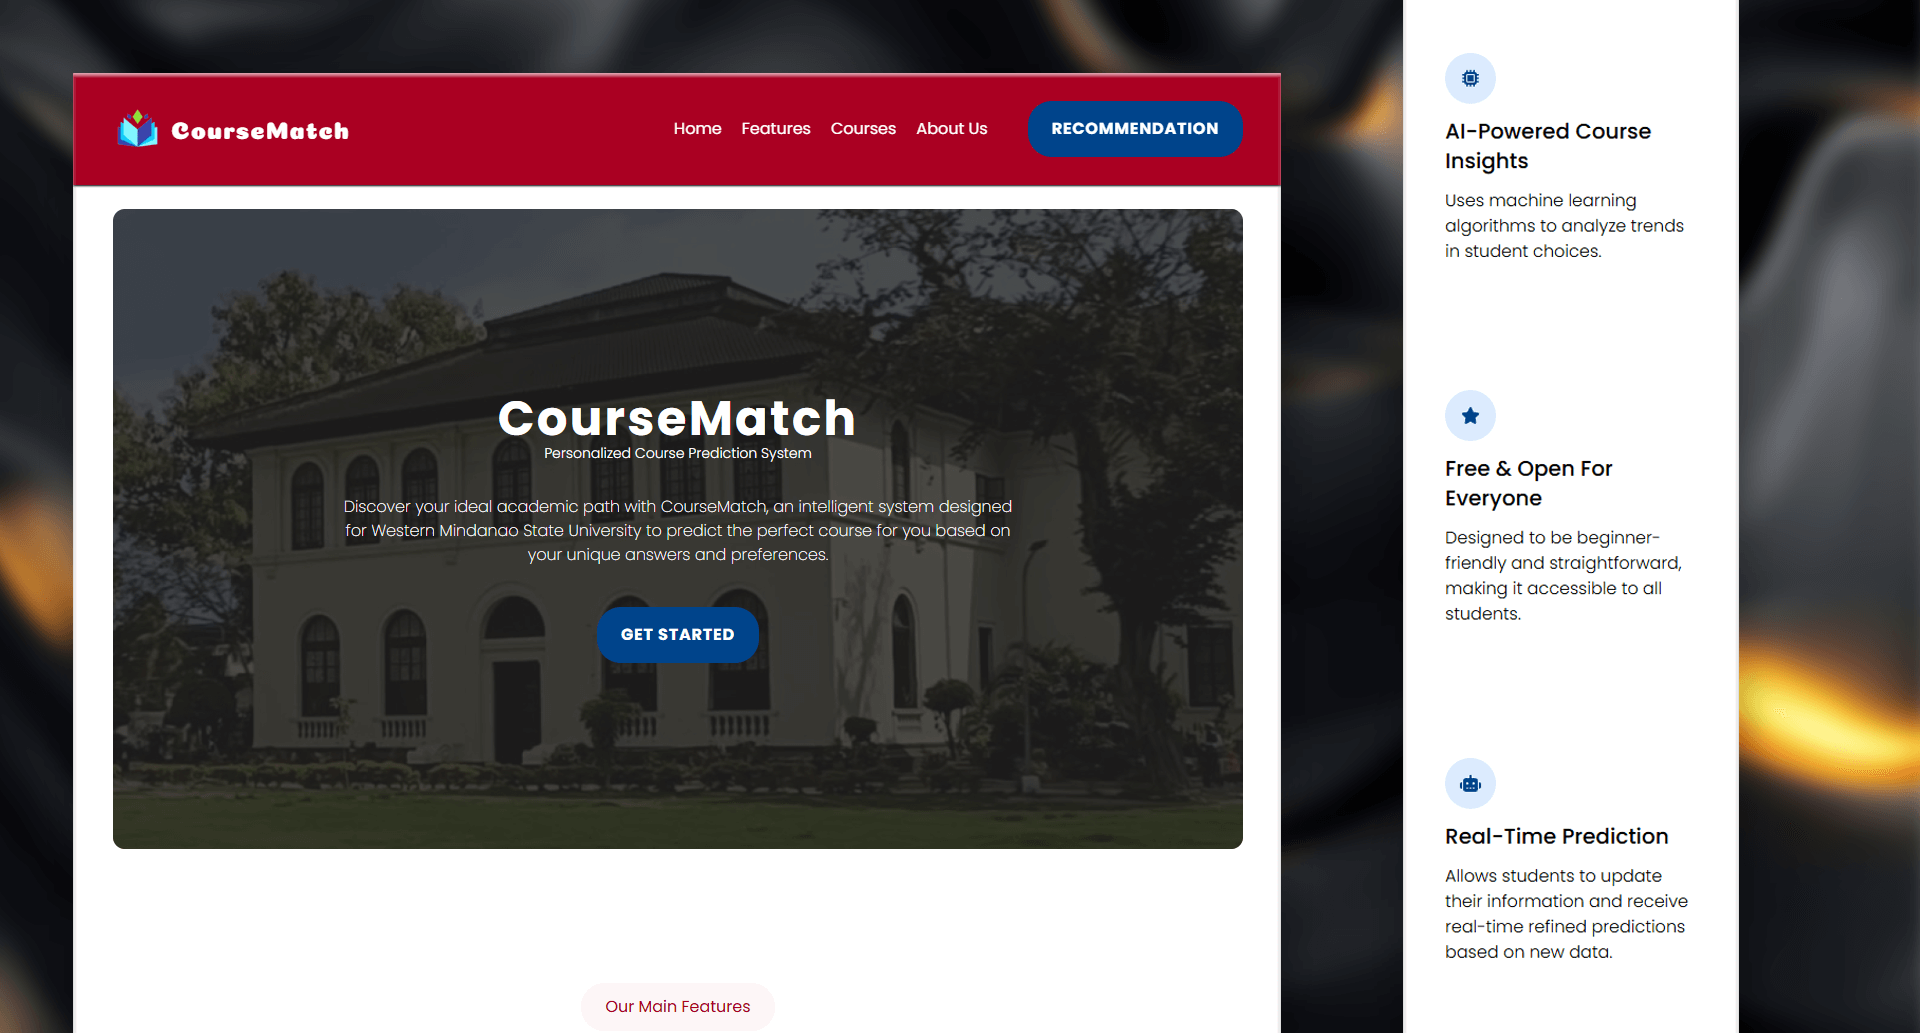 CourseMatch
Home
Features
Courses
About Us
RECOMMENDATION
CourseMatch
Personalized Course Prediction System
Discover your ideal academic path with CourseMatch, an intelligent system designed
for Western Mindanao State University to predict the perfect course for you based on
your unique answers and preferences.
GET STARTED
Our Main Features
AI-Powered Course
Insights
Uses machine learning
algorithms to analyze trends
in student choices.
Free & Open For
Everyone
Designed to be beginner-
friendly and straightforward,
making it accessible to all
students.
Real-Time Prediction
Allows students to update
their information and receive
real-time refined predictions
based on new data.